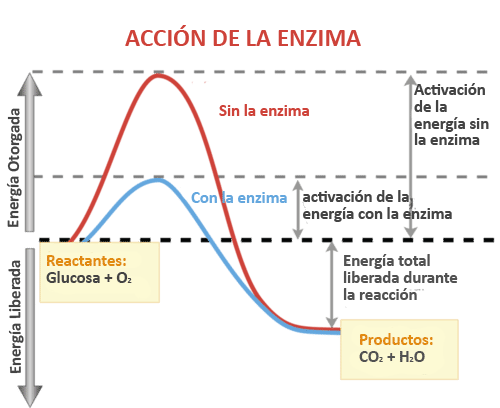 ACCIÓN DE LA ENZIMA
Energía Otorgada
Sin la enzima
Activación
de la
energía sin
la enzima
Con la enzima
activación de la,
energía con la enzima
Reactantes:
Glucosa + O₂
Energía total
liberada durante
la reacción
Energía Liberada
Productos:
CO₂ + H₂O